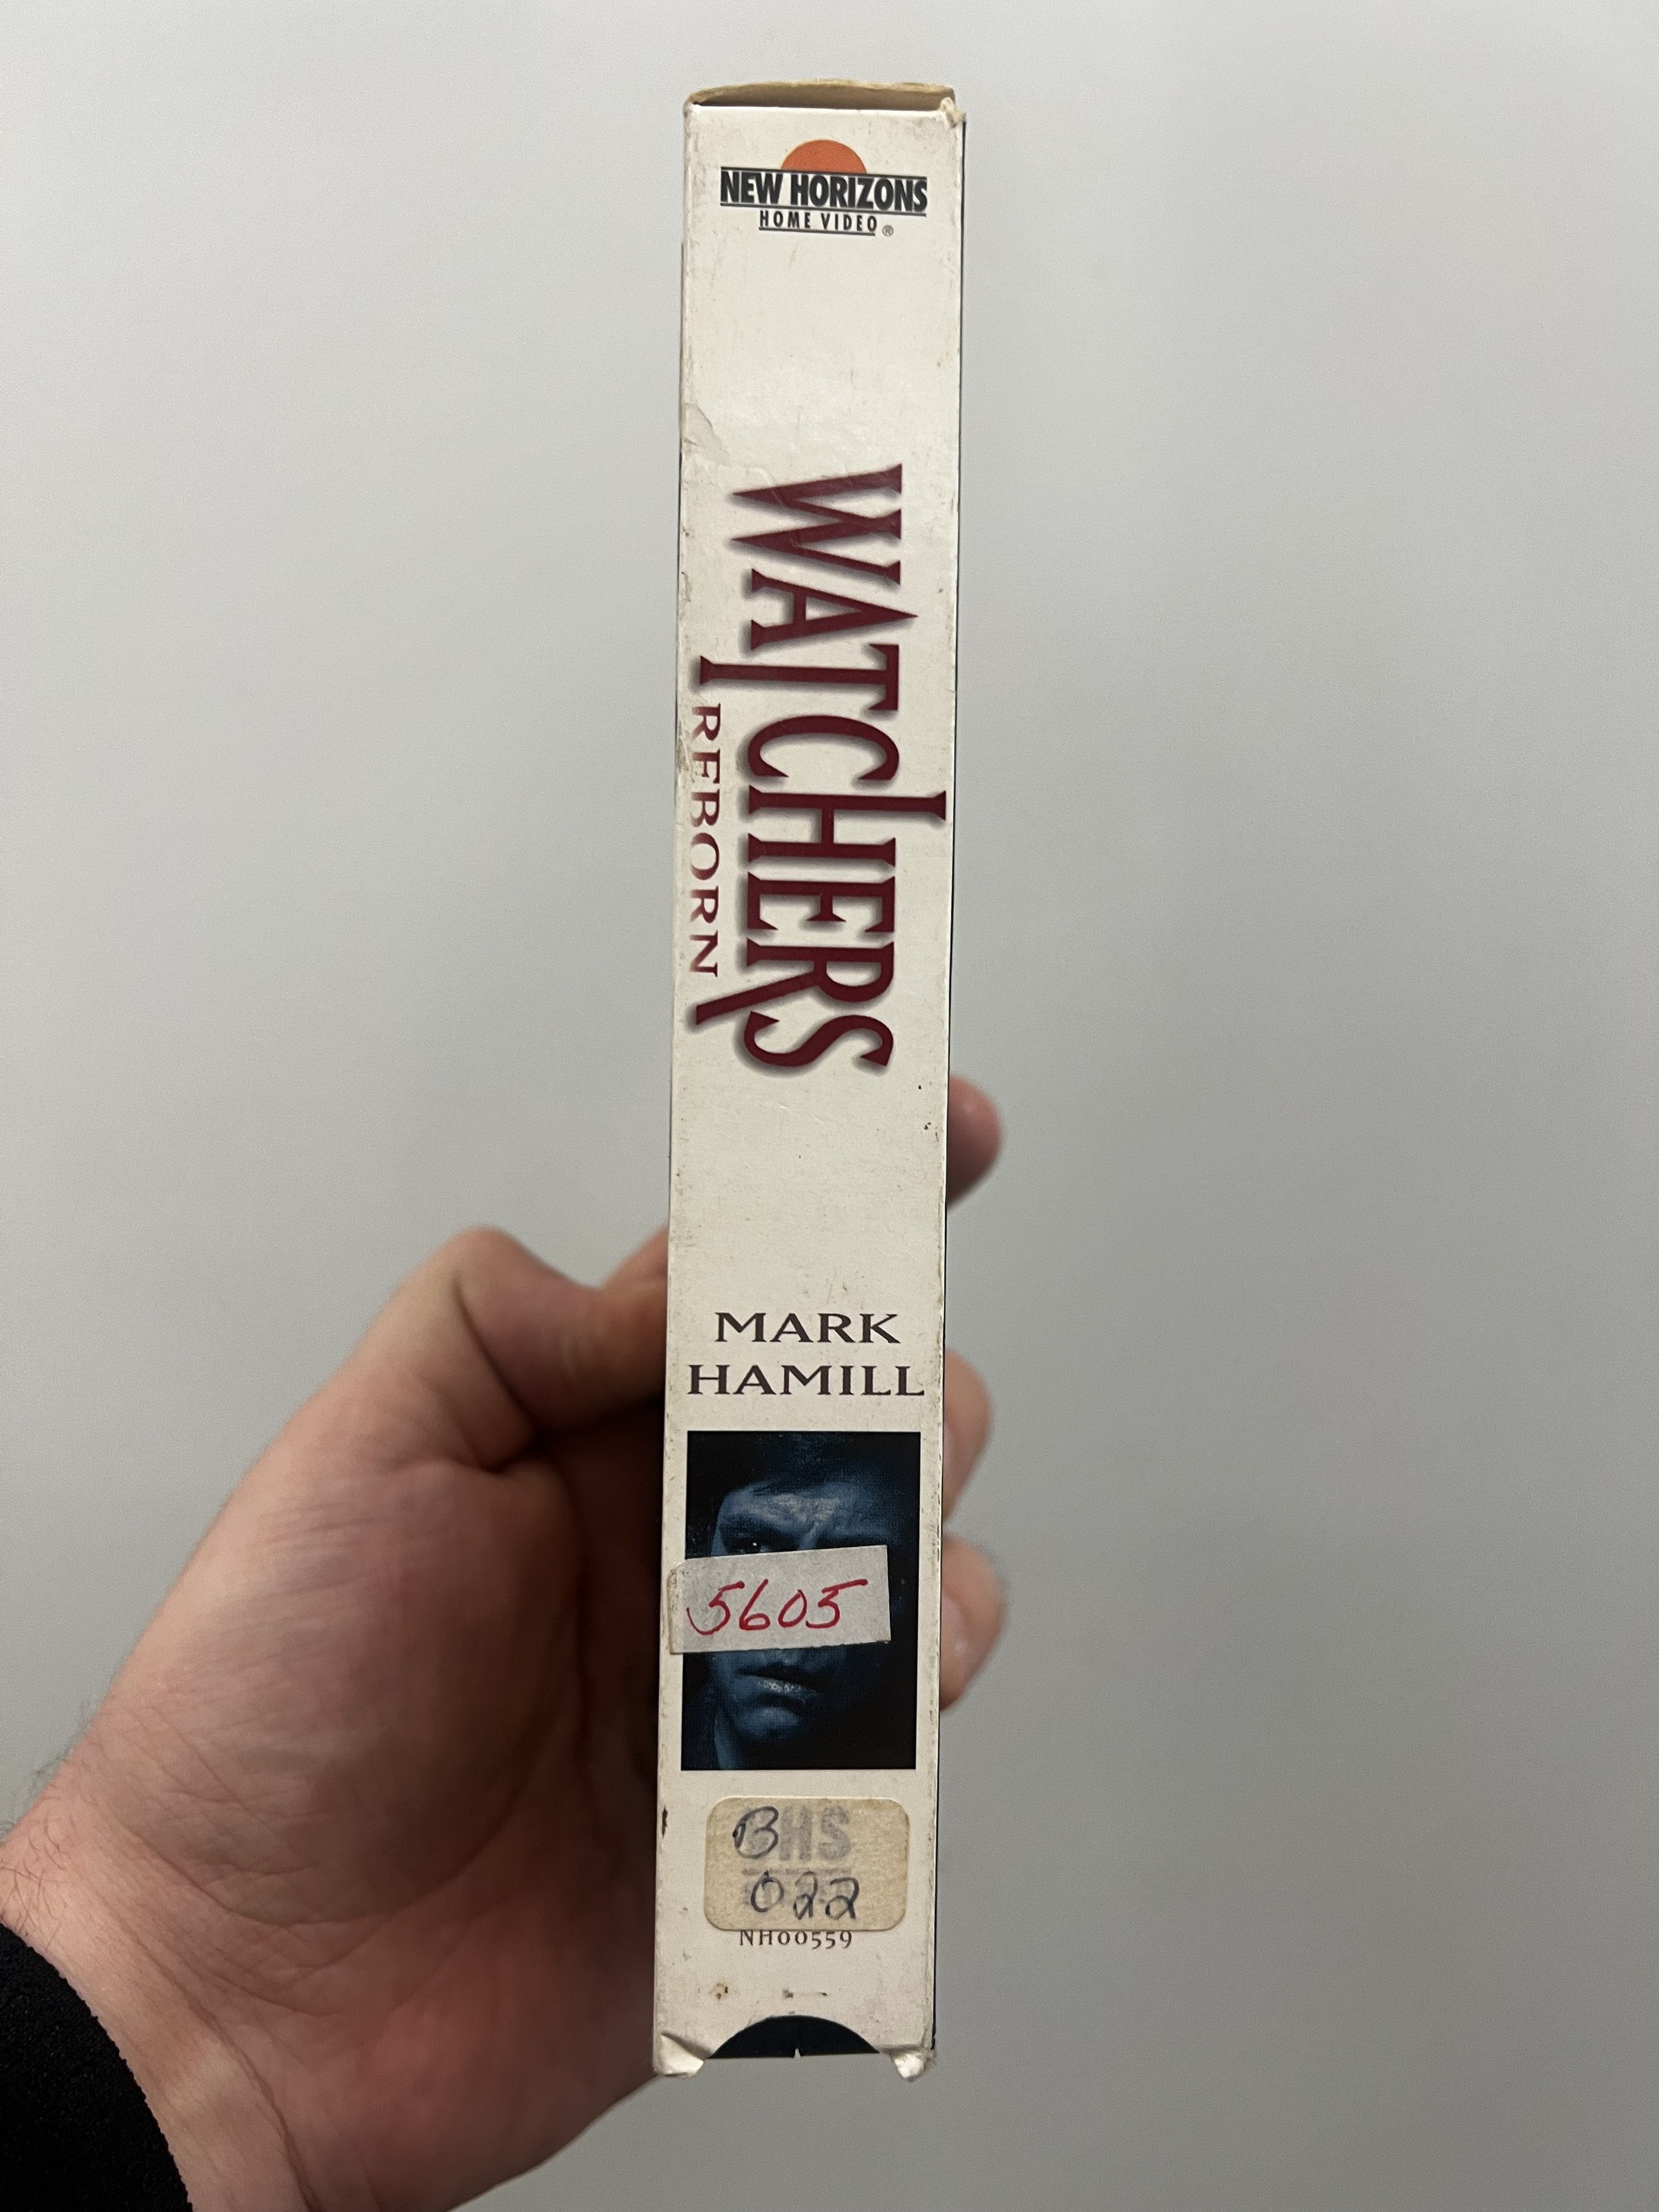 NEW HORIZONS
HOME VIDEO®
WATCHERS
REBORN
MARK
HAMILL
5605
BHS
022
NH00559